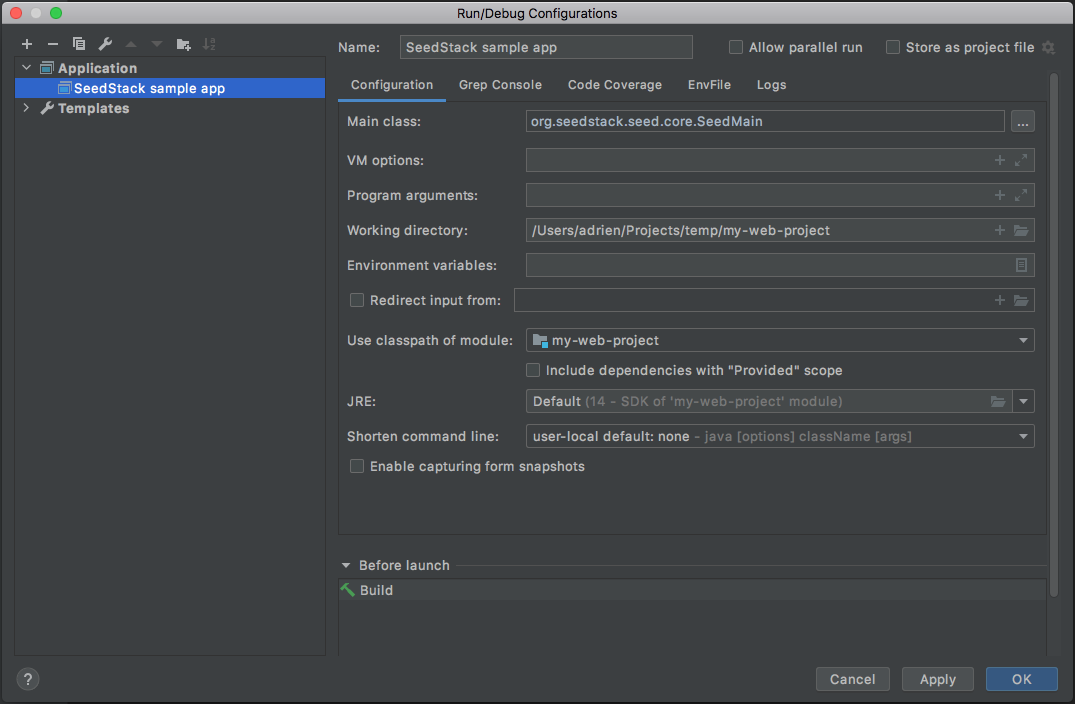 Run/Debug Configurations
Application
SeedStack sample app
Templates
Name: SeedStack sample app Allow parallel run Store as project file
Configuration Grep Console Code Coverage EnvFile Logs
Main class: org.seedstack.seed.core.SeedMain ...
VM options:
Program arguments:
Working directory: /Users/adrien/Projects/temp/my-web-project
Environment variables:
Redirect input from:
Use classpath of module: my-web-project
Include dependencies with "Provided" scope
JRE: Default (14 - SDK of 'my-web-project' module)
Shorten command line: user-local default: none - java [options] className [args]
Enable capturing form snapshots
Before launch
Build
? Cancel Apply OK